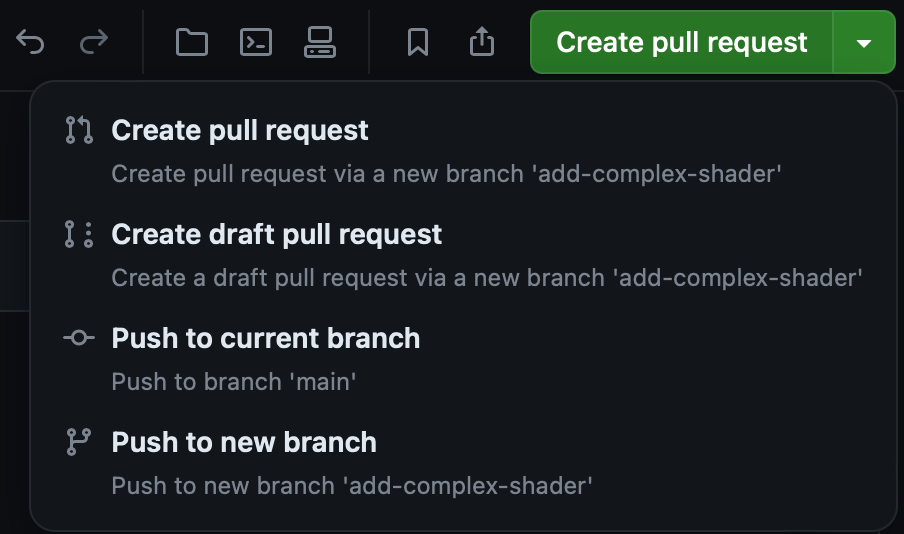 Create pull request
Create pull request
Create pull request via a new branch 'add-complex-shader'
Create draft pull request
Create a draft pull request via a new branch 'add-complex-shader'
Push to current branch
Push to branch 'main'
Push to new branch
Push to new branch 'add-complex-shader'